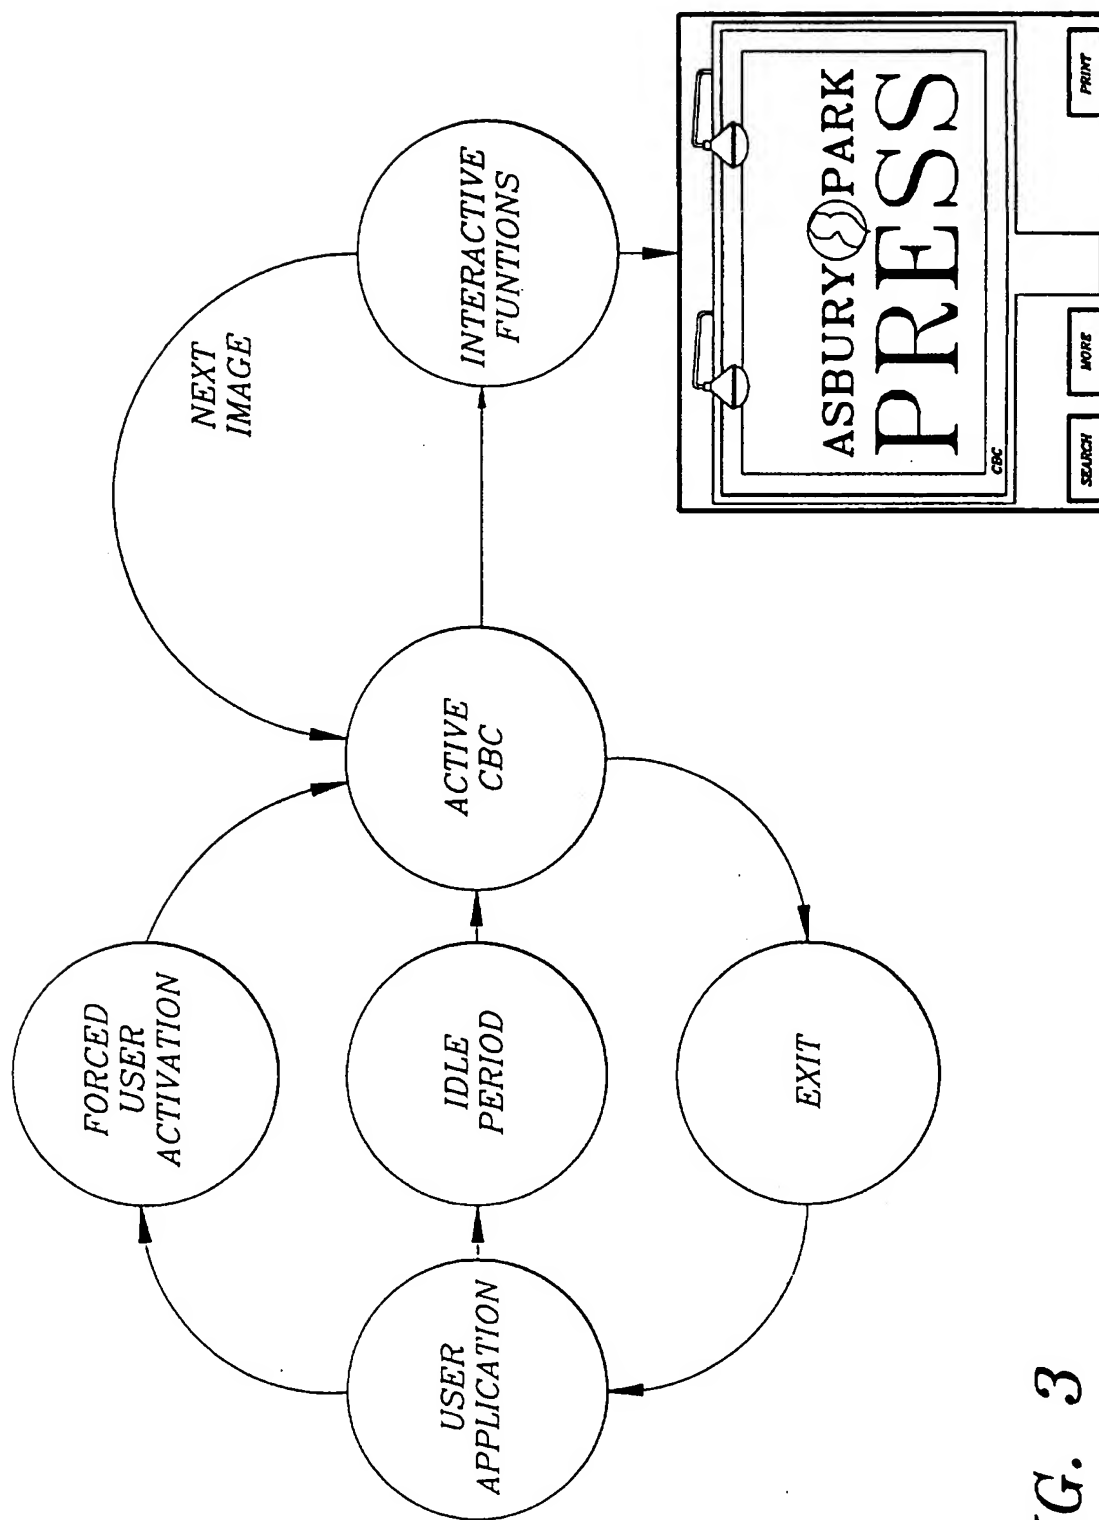 FORCED
USER
ACTIVATION
NEXT
IMAGE
USER
APPLICATION
IDLE
PERIOD
ACTIVE
CBC
INTERACTIVE
FUNTIONS
EXIT
ASBURY PARK
PRESS
CBC
SEARCH
MORE
PRINT
IG. 3